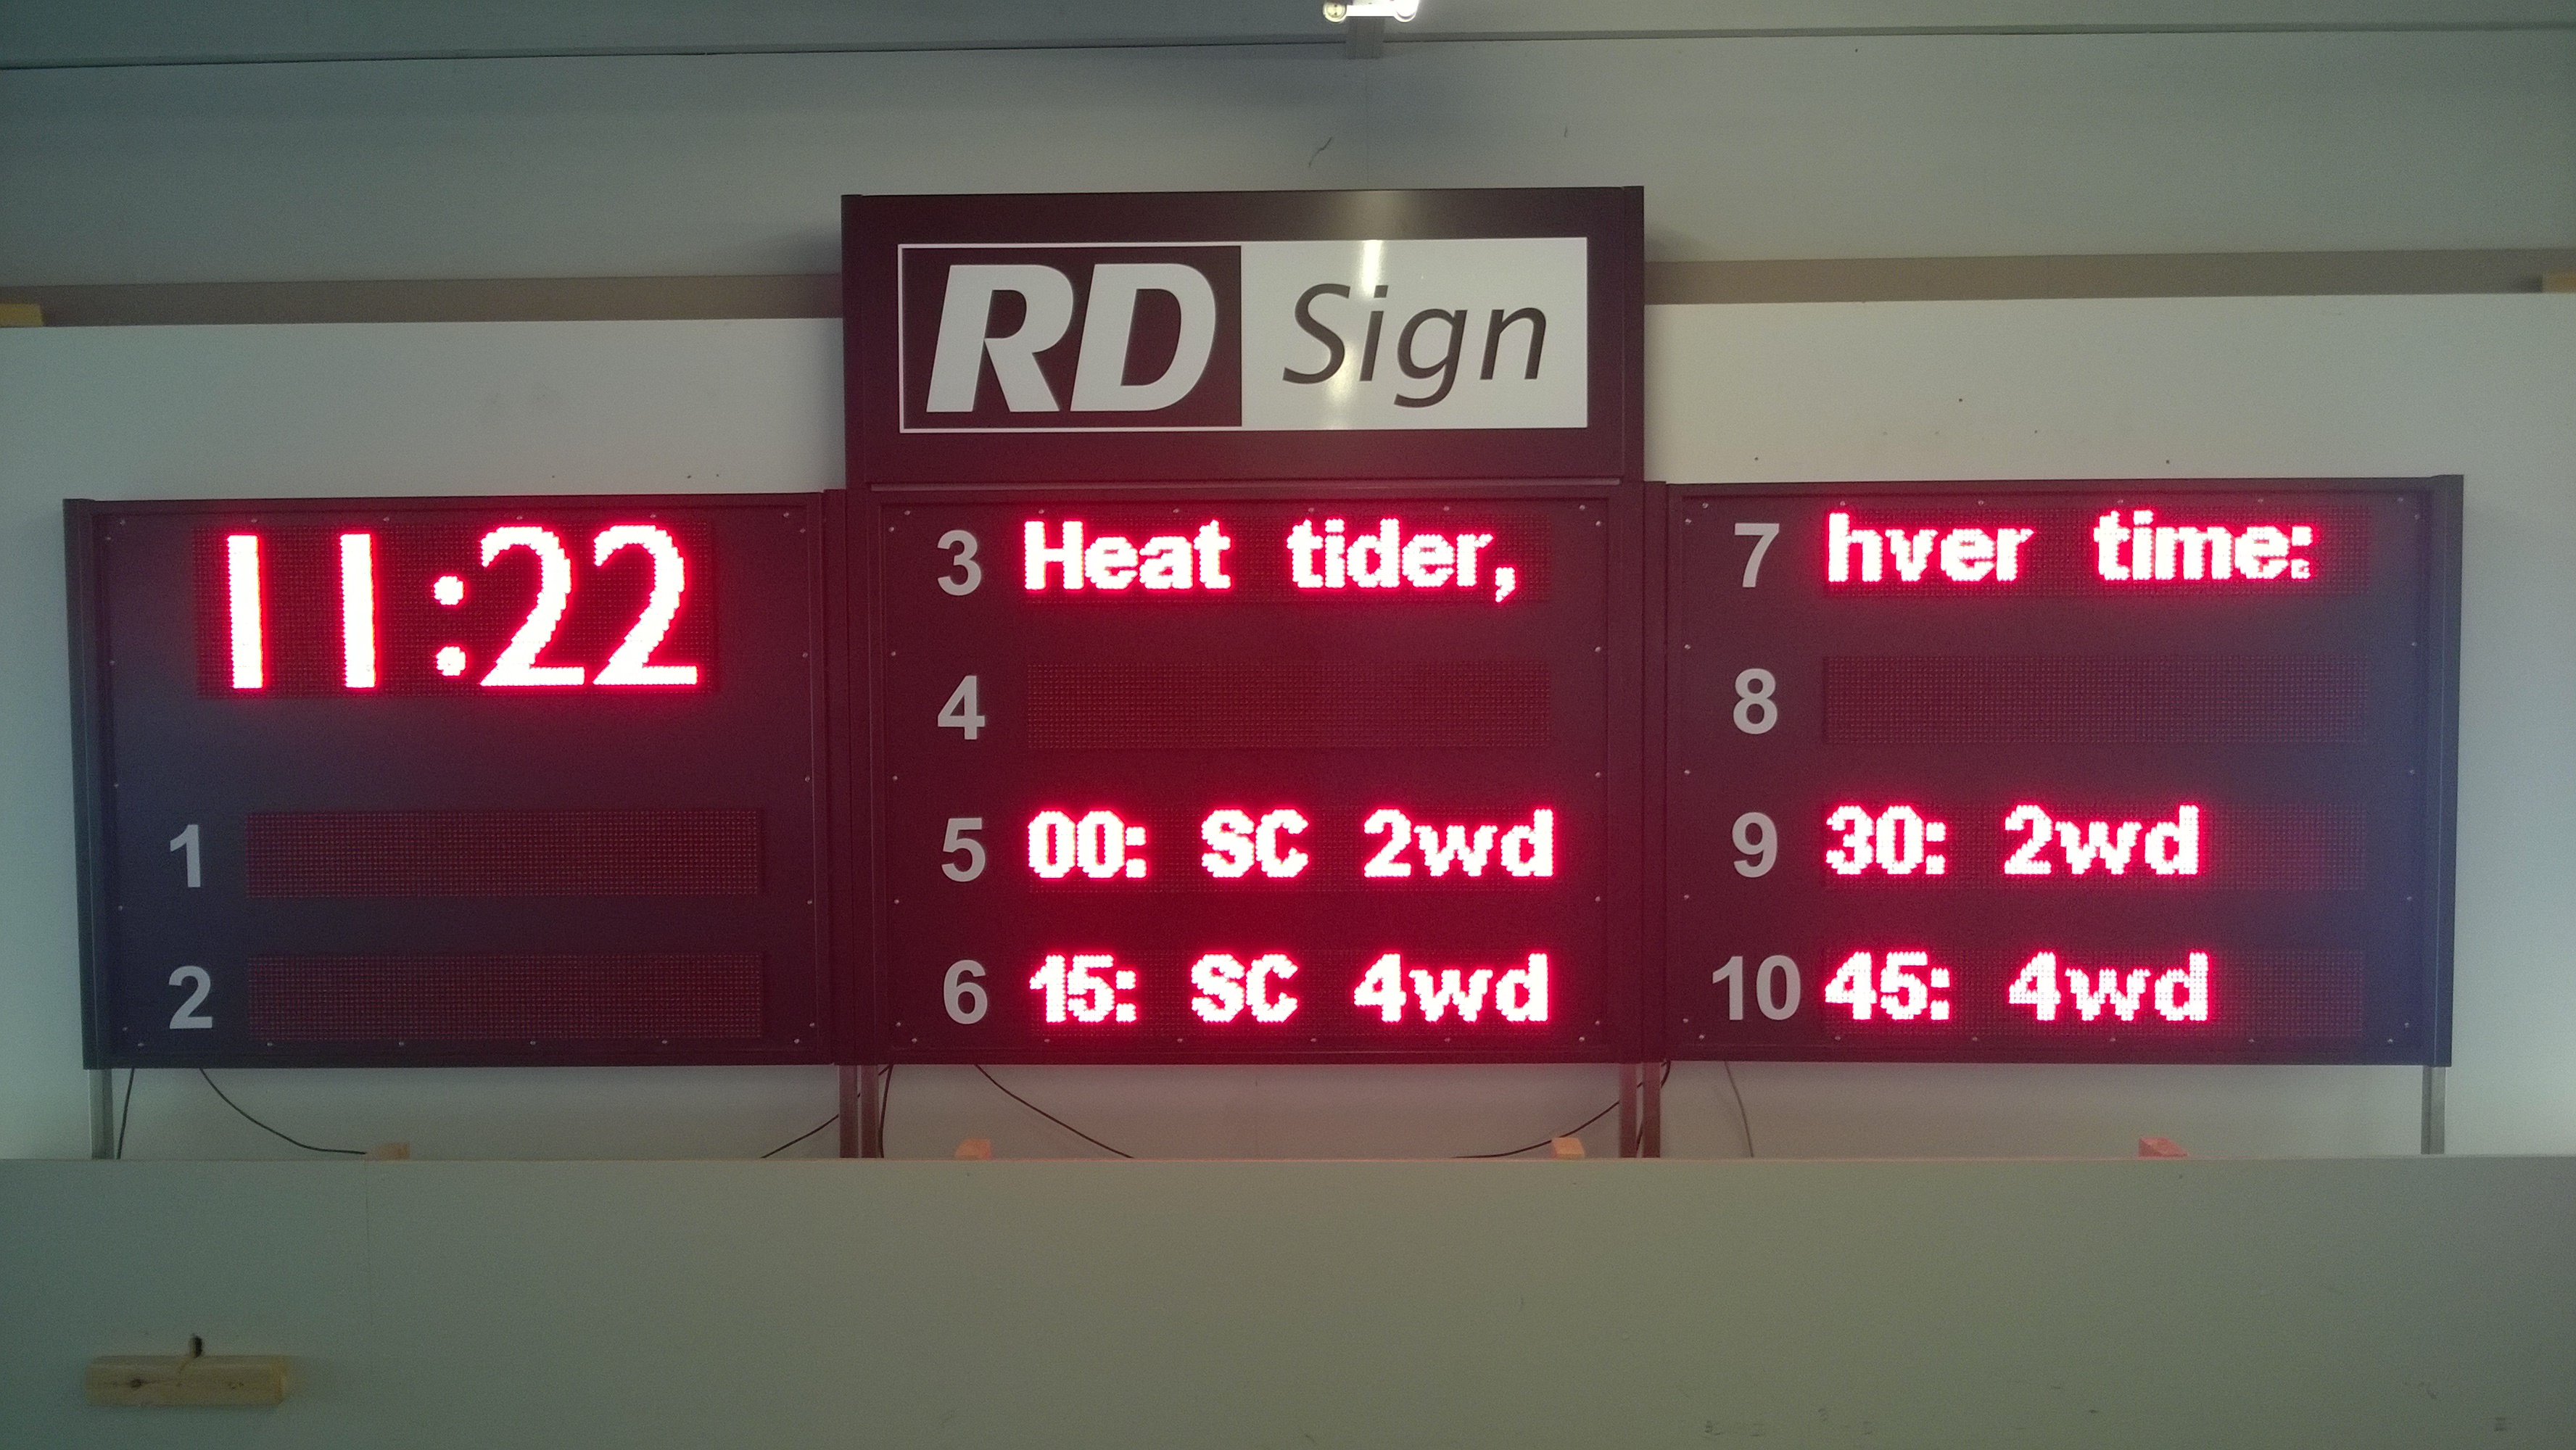 RD Sign
11:22
1
2
3 Heat tider,
4
5 00: SC 2wd
6 15: SC 4wd
7 hver time:
8
9 30: 2wd
10 45: 4wd